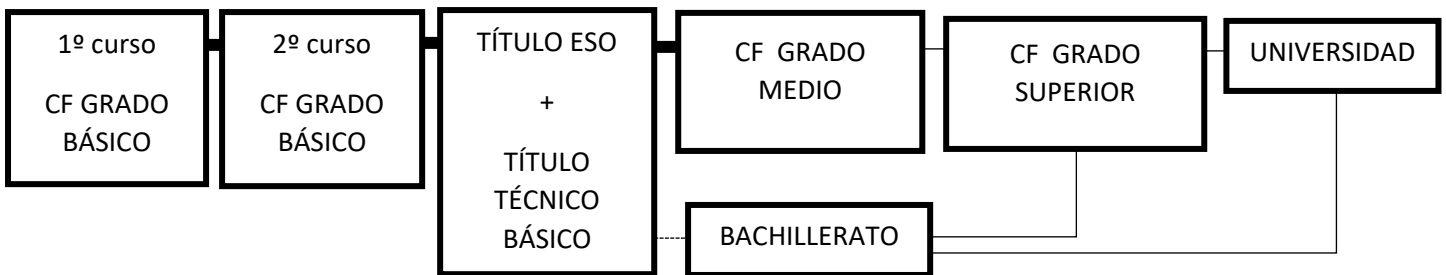 1º curso
CF GRADO
BÁSICO
2º curso
CF GRADO
BÁSICO
TÍTULO ESO
+
TÍTULO
TÉCNICO
BÁSICO
CF GRADO
MEDIO
CF GRADO
SUPERIOR
UNIVERSIDAD
BACHILLERATO